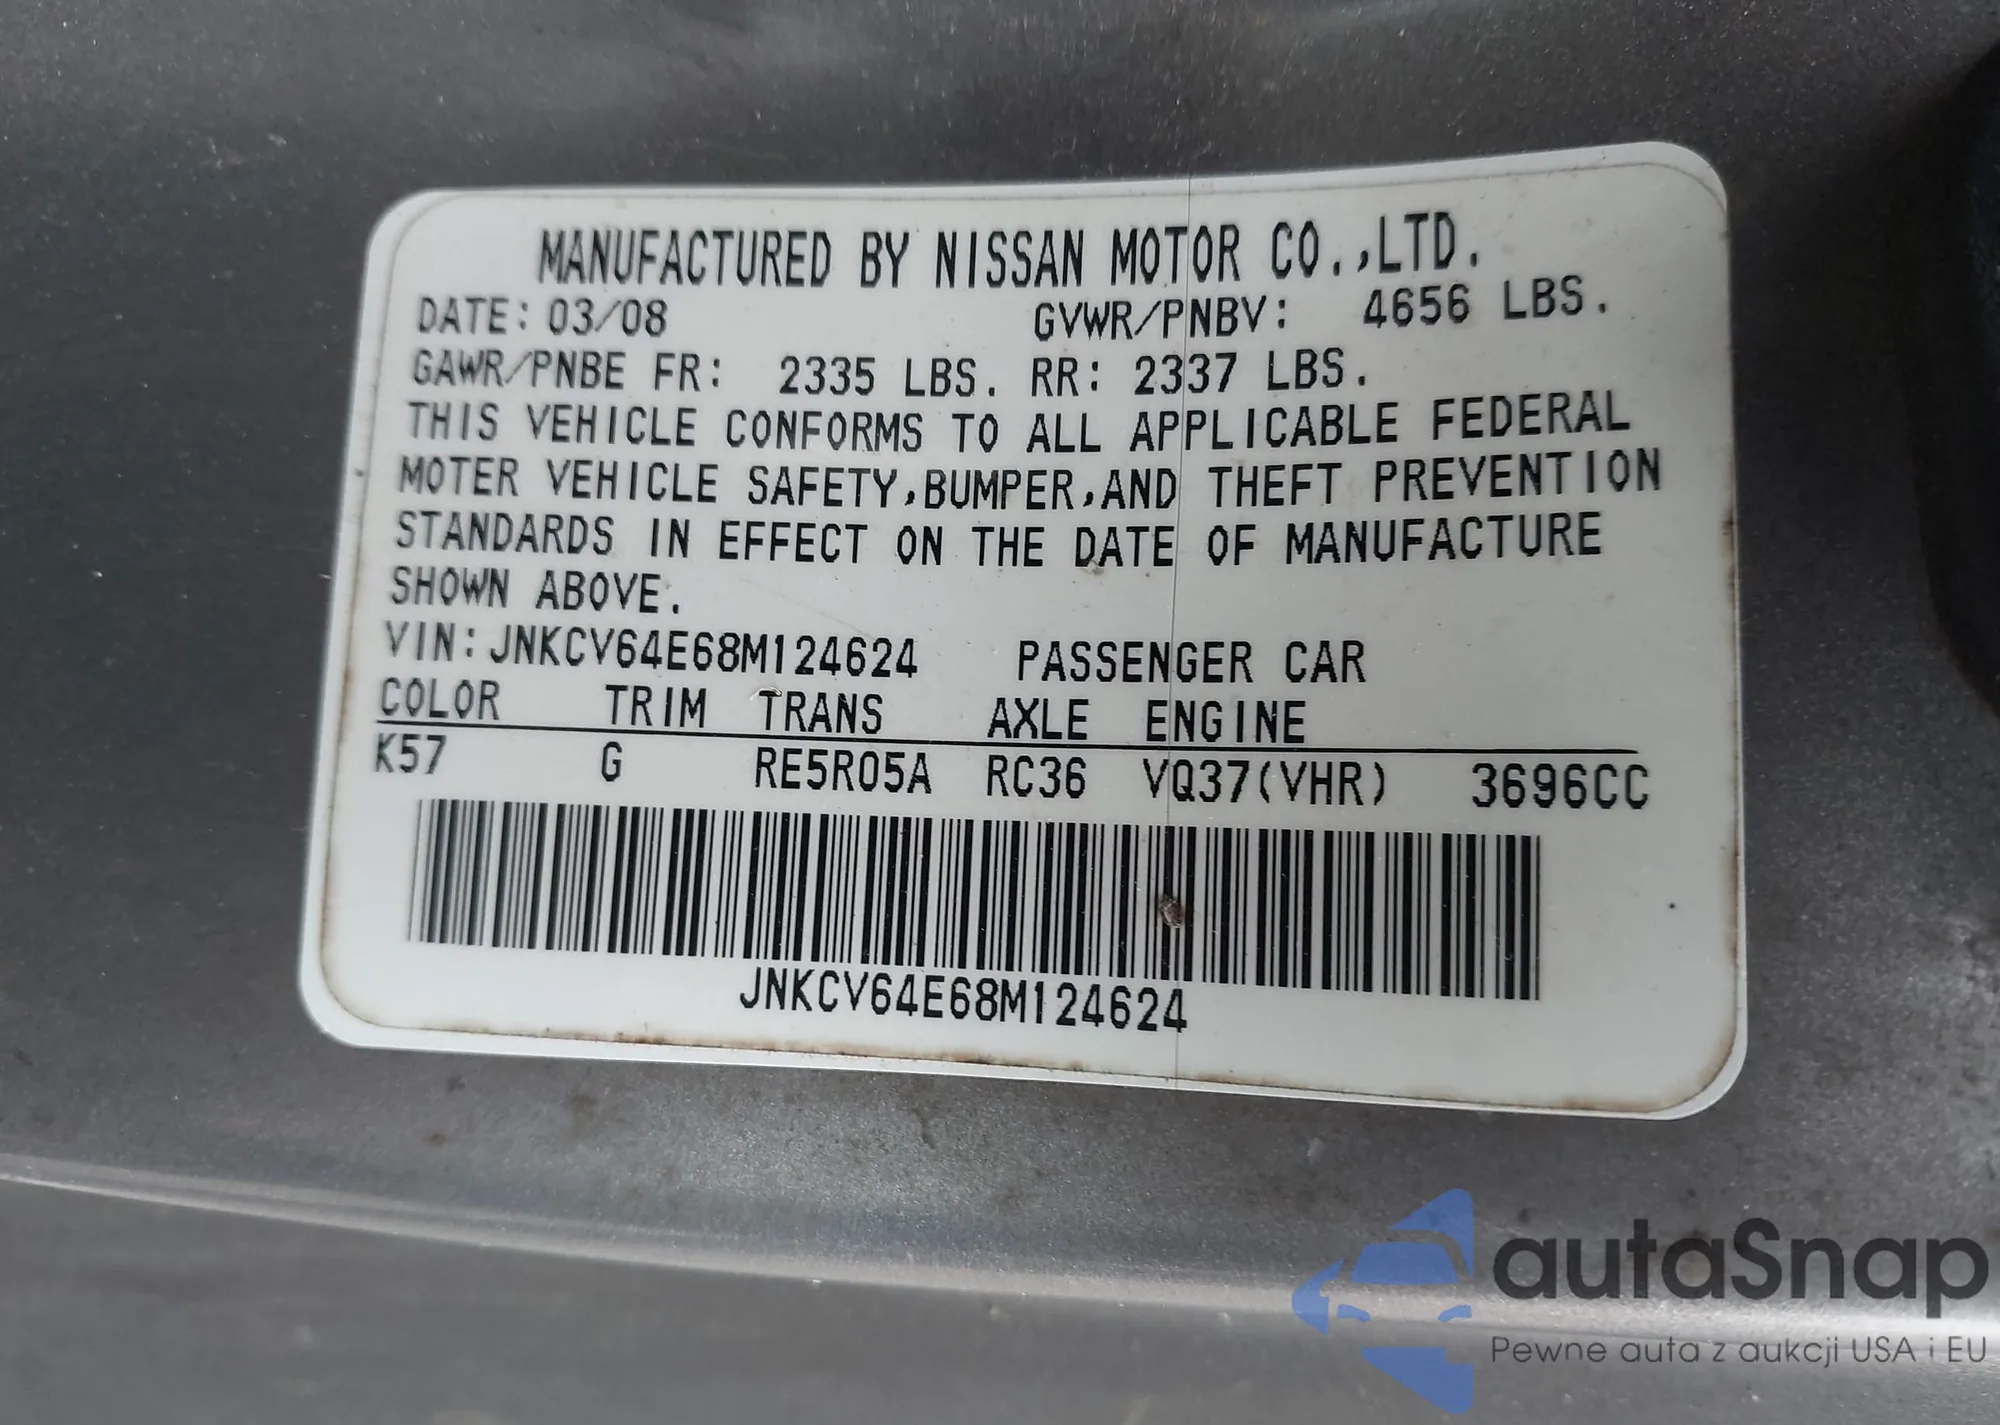 MANUFACTURED BY NISSAN MOTOR CO.,LTD.
DATE: 03/08 GVWR/PNBV: 4656 LBS.
GAWR/PNBE FR: 2335 LBS. RR: 2337 LBS.
THIS VEHICLE CONFORMS TO ALL APPLICABLE FEDERAL
MOTER VEHICLE SAFETY,BUMPER,AND THEFT PREVENTION
STANDARDS IN EFFECT ON THE DATE OF MANUFACTURE
SHOWN ABOVE.
VIN:JNKCV64E68M124624 PASSENGER CAR
COLOR TRIM TRANS AXLE ENGINE
K57 G RE5R05A RC36 VQ37(VHR) 3696CC
JNKCV64E68M124624
autaSnap
Pewne auta z aukcji USA i EU